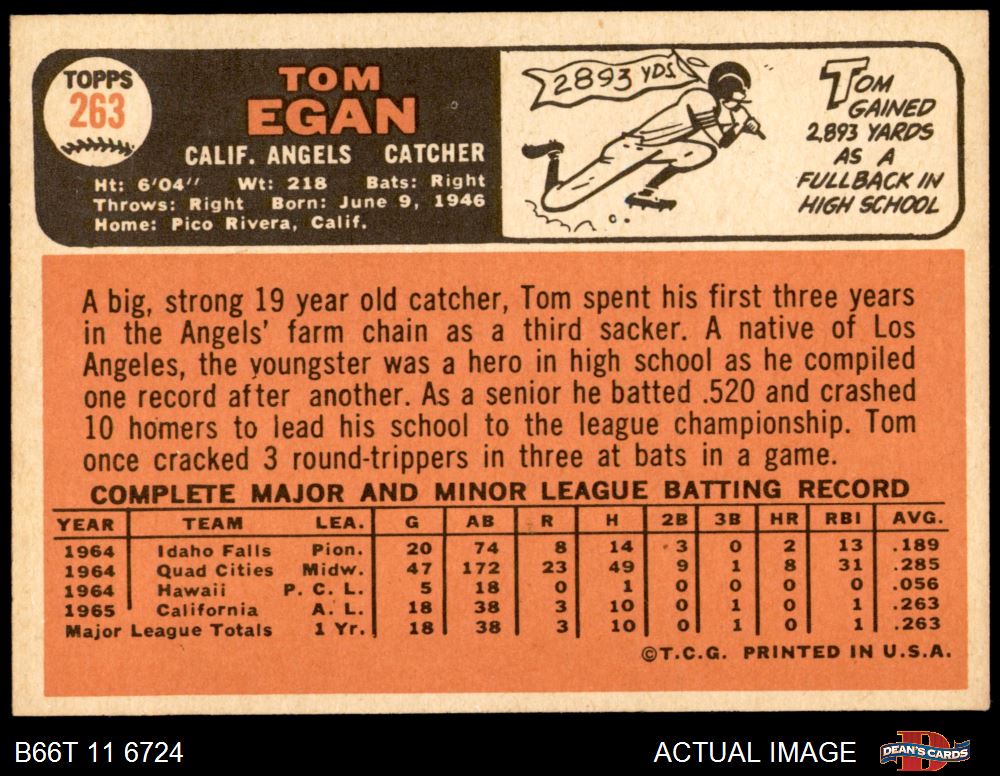 TOPPS
263
TOM
EGAN
CALIF. ANGELS CATCHER
Ht: 6'04" Wt: 218 Bats: Right
Throws: Right Born: June 9, 1946
Home: Pico Rivera, Calif.
2893 YDS
TOM
GAINED
2,893 YARDS
AS A
FULLBACK IN
HIGH SCHOOL
A big, strong 19 year old catcher, Tom spent his first three years
in the Angels' farm chain as a third sacker. A native of Los
Angeles, the youngster was a hero in high school as he compiled
one record after another. As a senior he batted .520 and crashed
10 homers to lead his school to the league championship. Tom
once cracked 3 round-trippers in three at bats in a game.
COMPLETE MAJOR AND MINOR LEAGUE BATTING RECORD
YEAR TEAM LEA. G AB R H 2B 3B HR RBI AVG.
1964 Idaho Falls Pion. 20 74 8 14 3 0 2 13 .189
1964 Quad Cities Midw. 47 172 23 49 9 1 8 31 .285
1964 Hawaii P. C. L. 5 18 0 1 0 0 0 0 .056
1965 California A. L. 18 38 3 10 0 1 0 1 .263
Major League Totals 1 Yr. 18 38 3 10 0 1 0 1 .263
©T.C.G. PRINTED IN U.S.A.
B66T 11 6724
ACTUAL IMAGE
D
DEAN'S CARDS